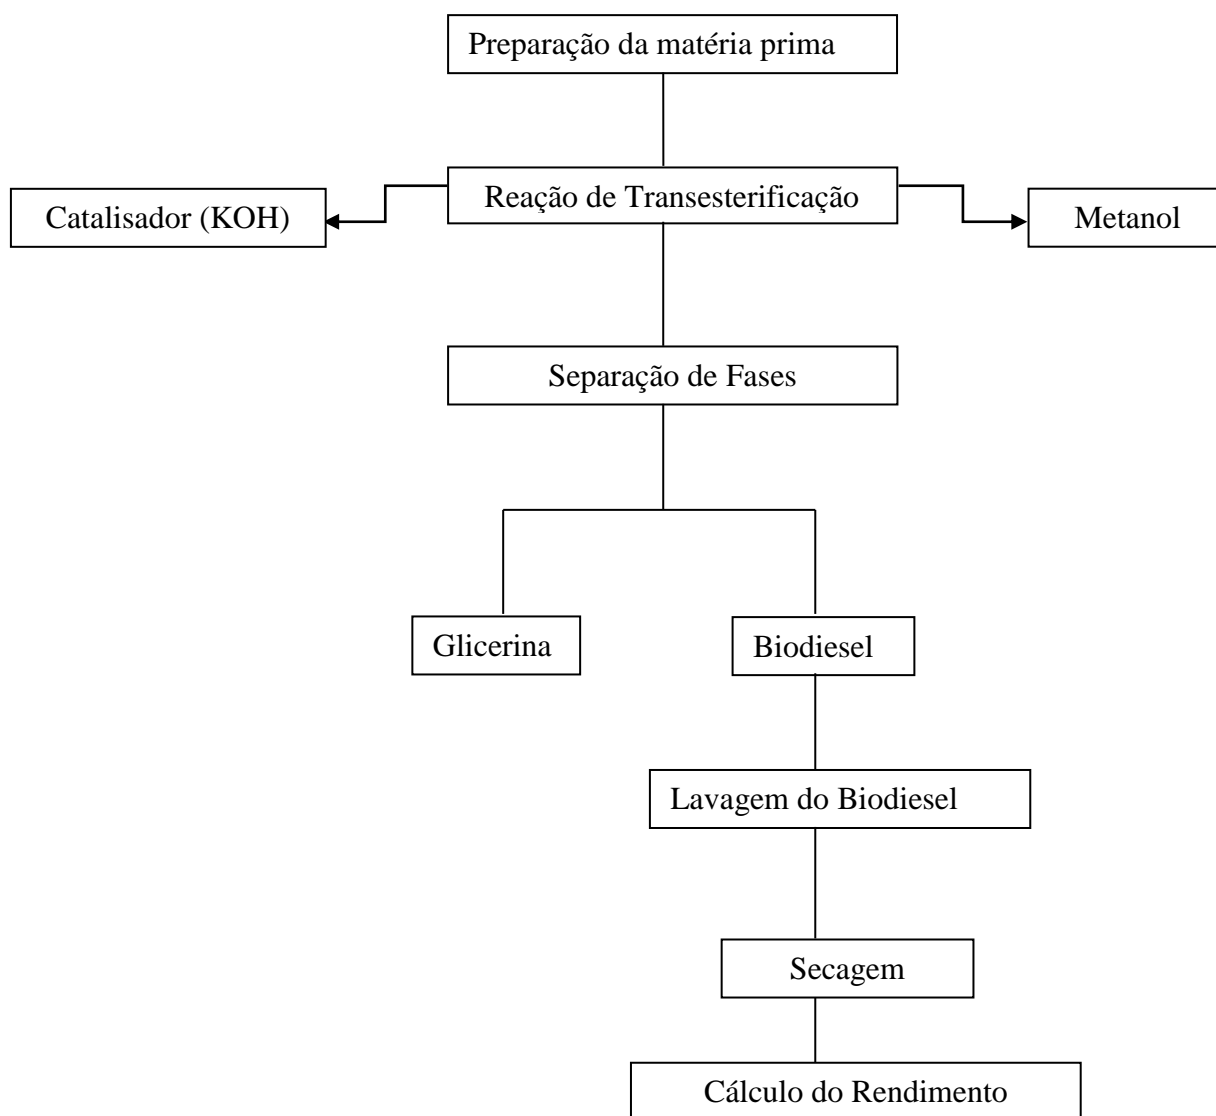 Preparação da matéria prima
Reação de Transesterificação
Catalisador (KOH)
Metanol
Separação de Fases
Glicerina
Biodiesel
Lavagem do Biodiesel
Secagem
Cálculo do Rendimento